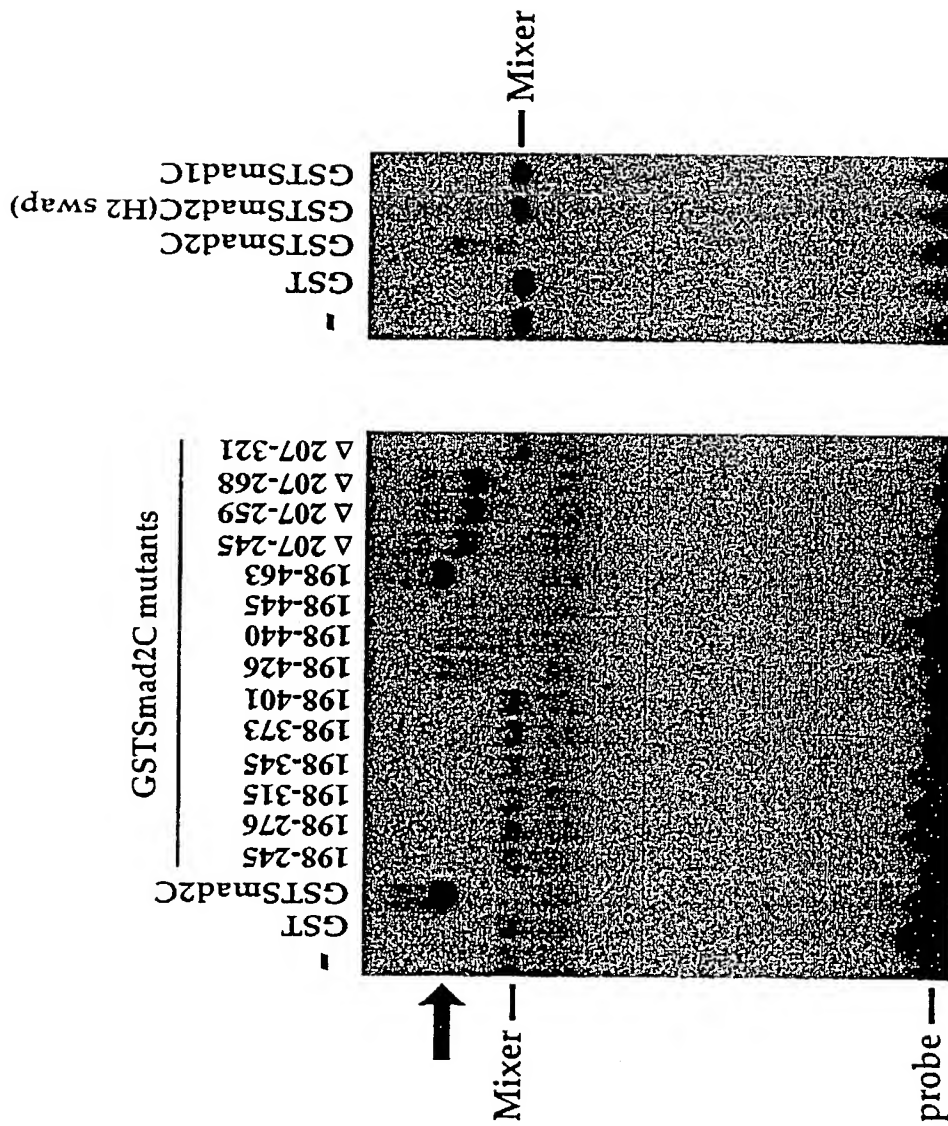 GSTSmad2C mutants
–
GST
GSTSmad2C
198-245
198-276
198-315
198-345
198-373
198-401
198-426
198-440
198-445
198-463
Δ 207-245
Δ 207-259
Δ 207-268
Δ 207-321
Mixer
probe
–
GST
GSTSmad2C
GSTSmad2C(H2 swap)
GSTSmad1C
Mixer